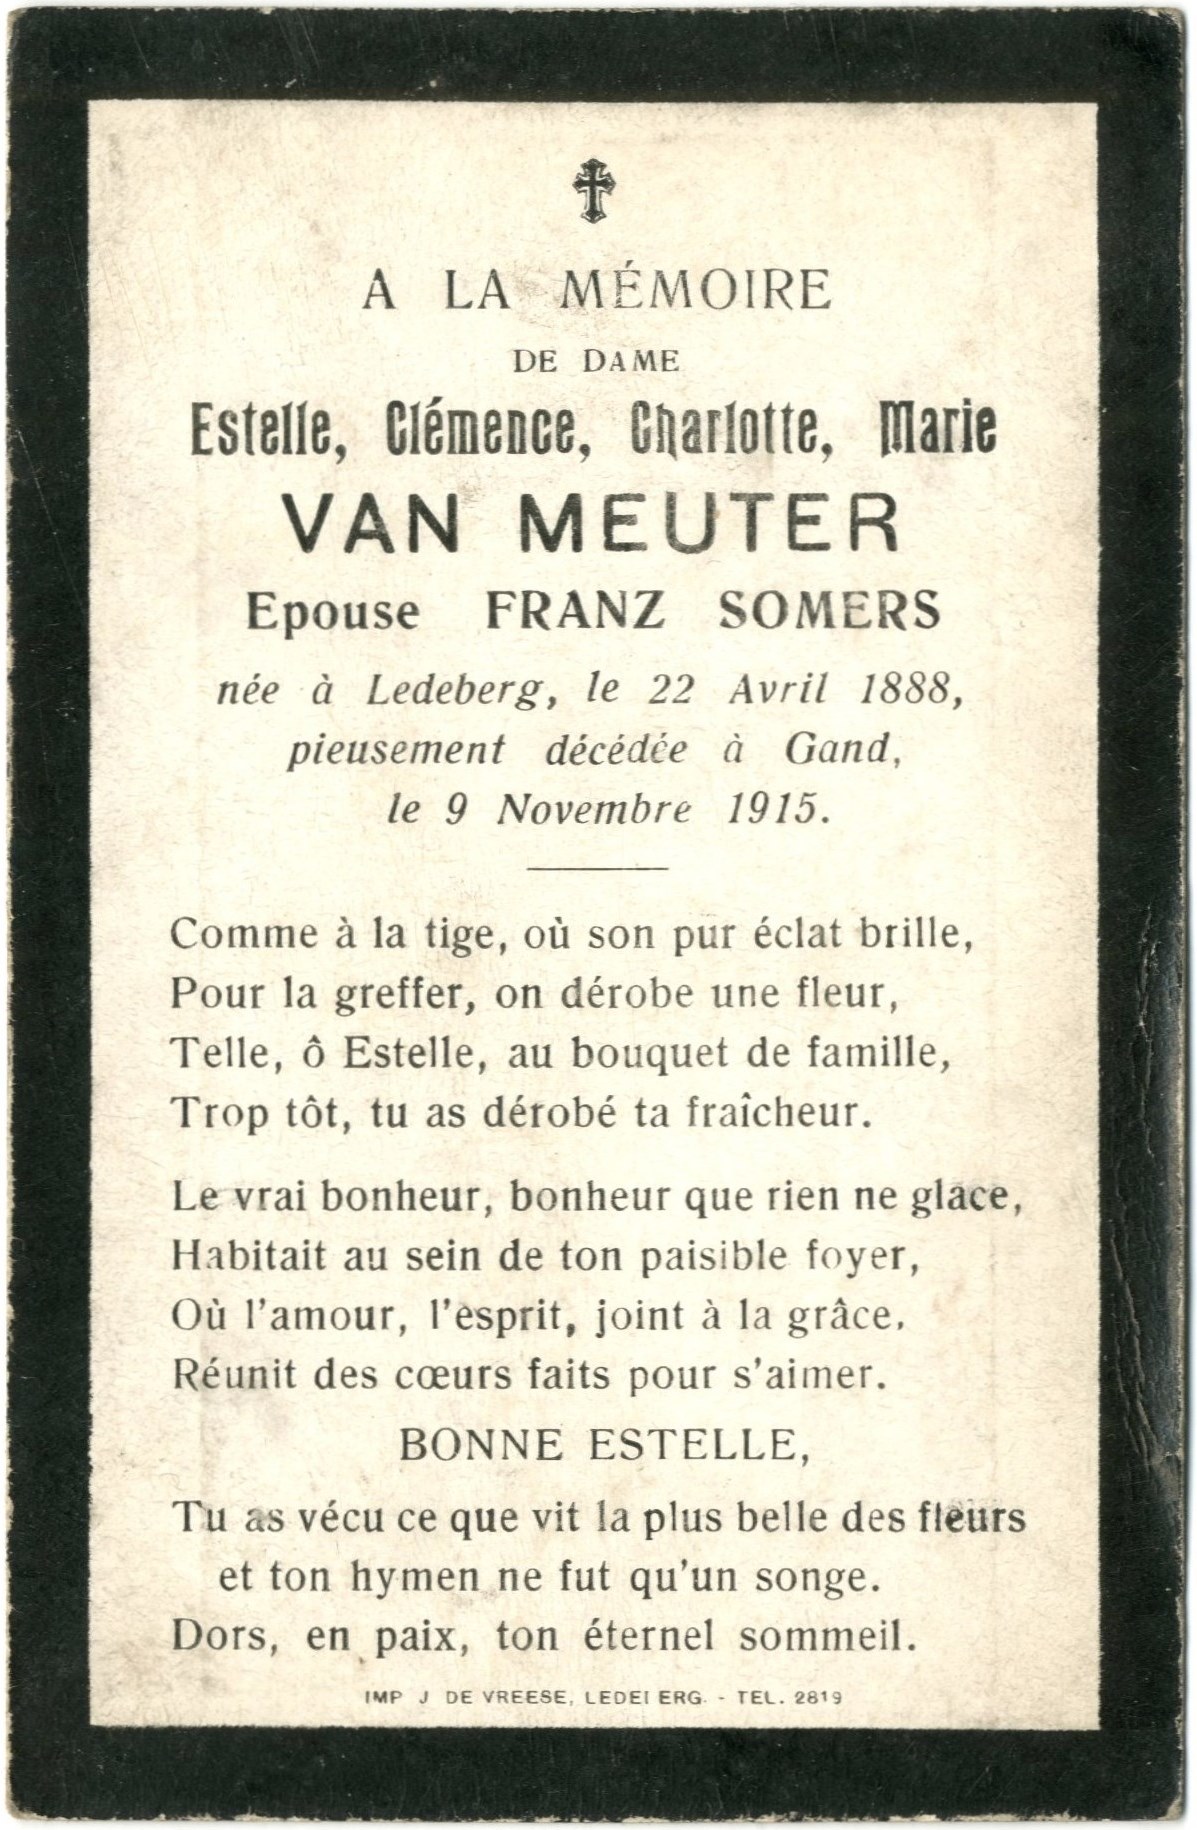 A LA MÉMOIRE
DE DAME
Estelle, Clémence, Charlotte, Marie
VAN MEUTER
Epouse FRANZ SOMERS
née à Ledeberg, le 22 Avril 1888,
pieusement décédée à Gand,
le 9 Novembre 1915.
Comme à la tige, où son pur éclat brille,
Pour la greffer, on dérobe une fleur,
Telle, ô Estelle, au bouquet de famille,
Trop tôt, tu as dérobé ta fraîcheur.
Le vrai bonheur, bonheur que rien ne glace,
Habitait au sein de ton paisible foyer,
Où l'amour, l'esprit, joint à la grâce.
Réunit des cœurs faits pour s'aimer.
BONNE ESTELLE,
Tu as vécu ce que vit la plus belle des fleurs
et ton hymen ne fut qu'un songe.
Dors, en paix, ton éternel sommeil.
IMP J DE VREESE, LEDEBERG. - TEL. 2819